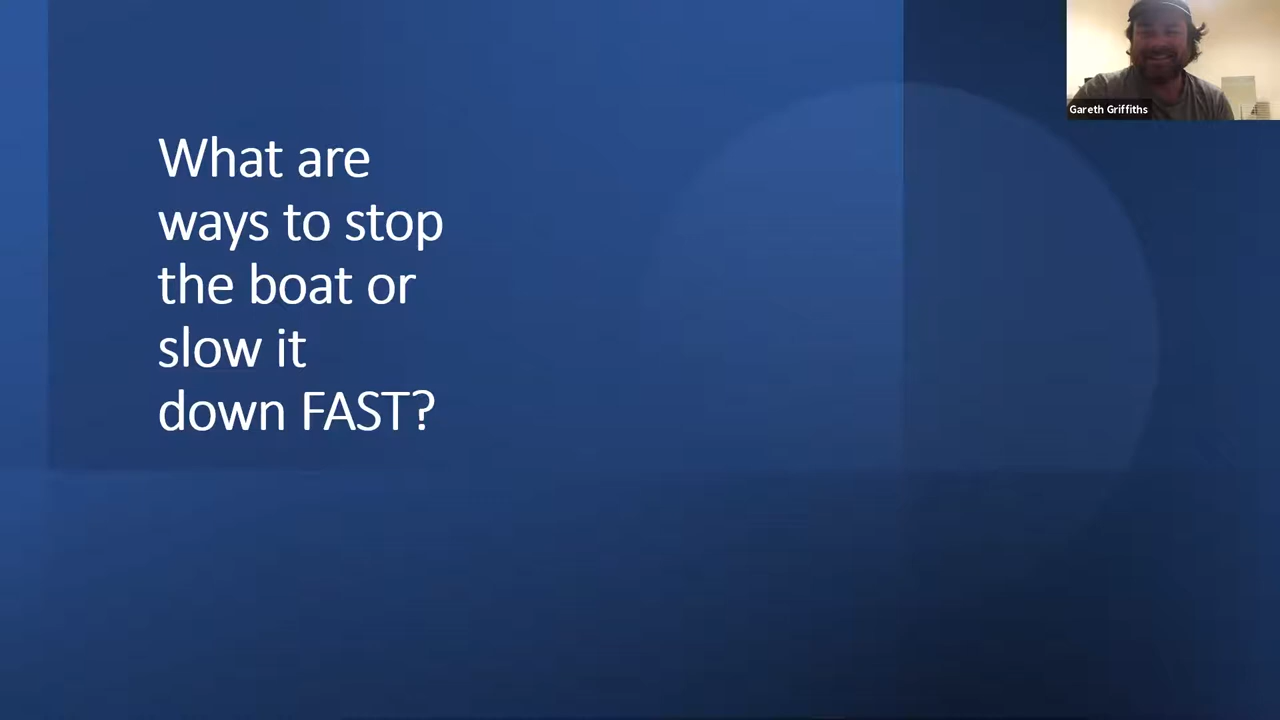 What are
ways to stop
the boat or
slow it
down FAST?
Gareth Griffiths